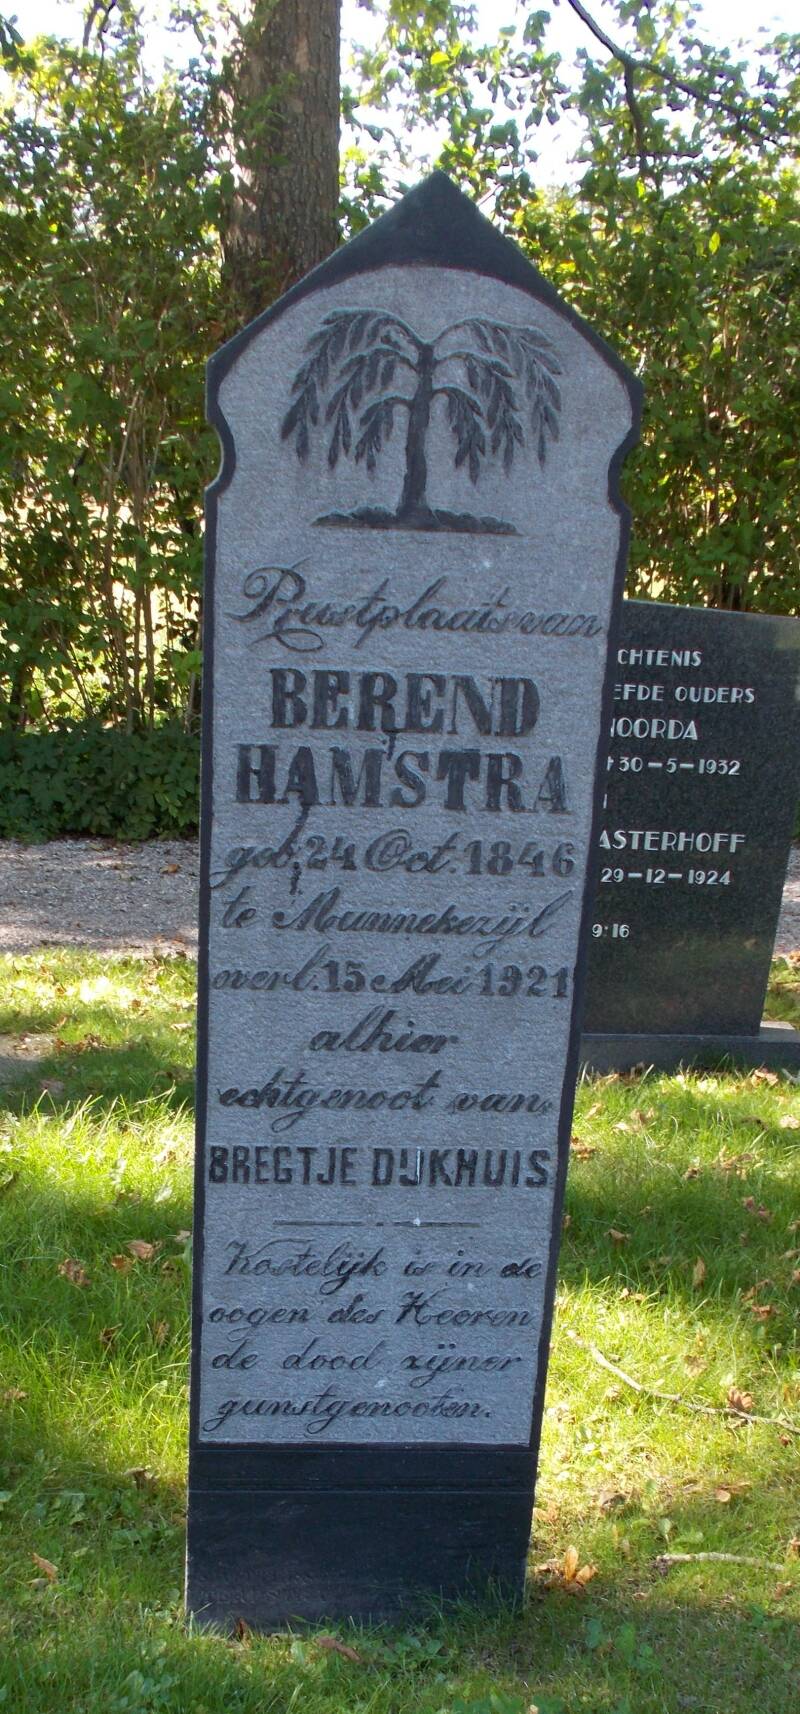 Rustplaats van
BEREND
HAMSTRA
geb. 24 Oct. 1846
te Munnekezijl
overl. 15 Mei 1921
alhier
echtgenoot van
BREGTJE DIJKHUIS
Kostelijk is in de
oogen des Heeren
de dood zijner
gunstgenooten.
CHTENIS
EFDE OUDERS
NOORDA
30-5-1932
ASTERHOFF
29-12-1924
9:16